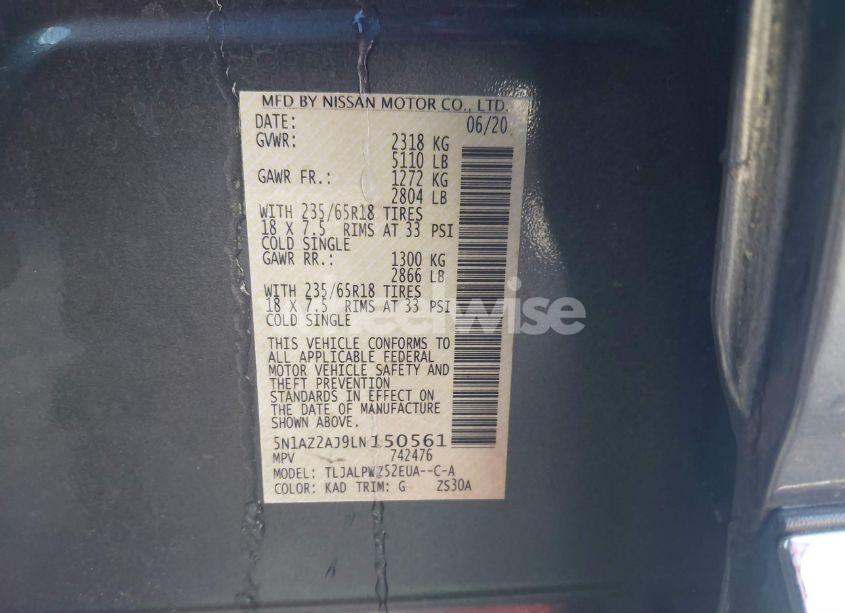 MFD BY NISSAN MOTOR CO., LTD.
DATE: 06/20
GVWR: 2318 KG
5110 LB
GAWR FR.: 1272 KG
2804 LB
WITH 235/65R18 TIRES
18 X 7.5 RIMS AT 33 PSI
COLD SINGLE
GAWR RR.: 1300 KG
2866 LB
WITH 235/65R18 TIRES
18 X 7.5 RIMS AT 33 PSI
COLD SINGLE
wheelwise
THIS VEHICLE CONFORMS TO
ALL APPLICABLE FEDERAL
MOTOR VEHICLE SAFETY AND
THEFT PREVENTION
STANDARDS IN EFFECT ON
THE DATE OF MANUFACTURE
SHOWN ABOVE.
5N1AZ2AJ9LN150561
MPV 742476
MODEL: TLJALPWZ52EUA--C-A
COLOR: KAD TRIM: G ZS30A